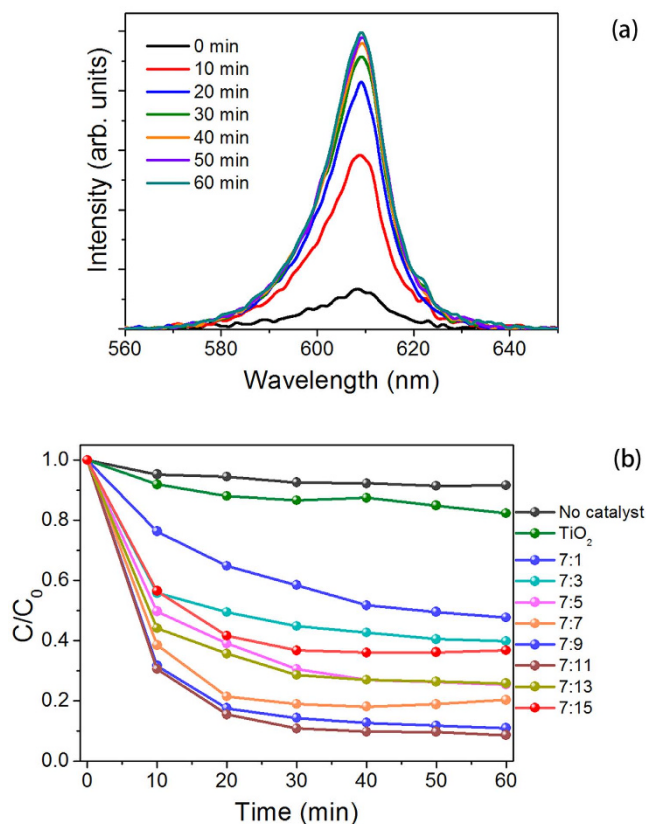 (a)
0 min
10 min
20 min
30 min
40 min
50 min
60 min
Intensity (arb. units)
560 580 600 620 640
Wavelength (nm)
(b)
1.0
0.8
0.6
0.4
0.2
0.0
C/C₀
0 10 20 30 40 50 60
Time (min)
No catalyst
TiO₂
7:1
7:3
7:5
7:7
7:9
7:11
7:13
7:15